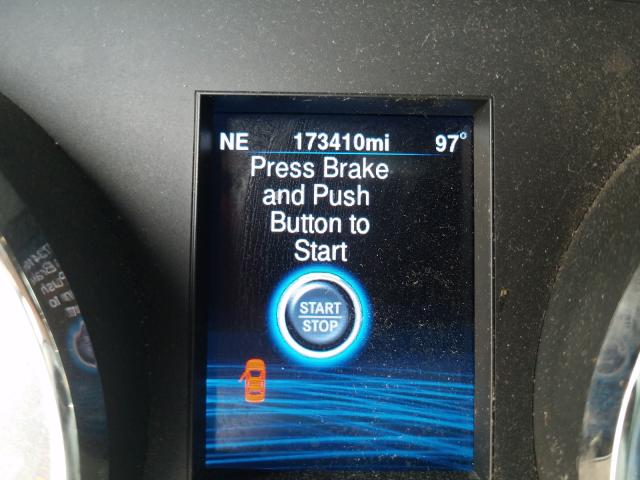 NE 173410mi 97°
Press Brake
and Push
Button to
Start
START
STOP